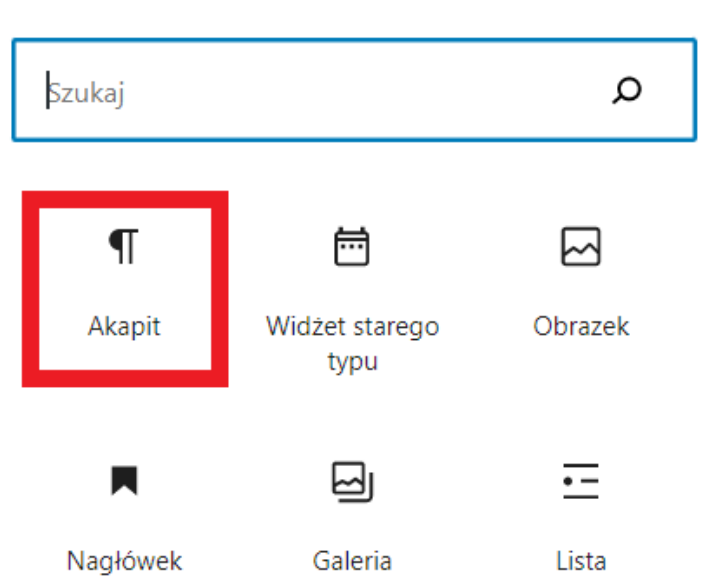 Szukaj
Akapit
Widżet starego
typu
Obrazek
Nagłówek
Galeria
Lista